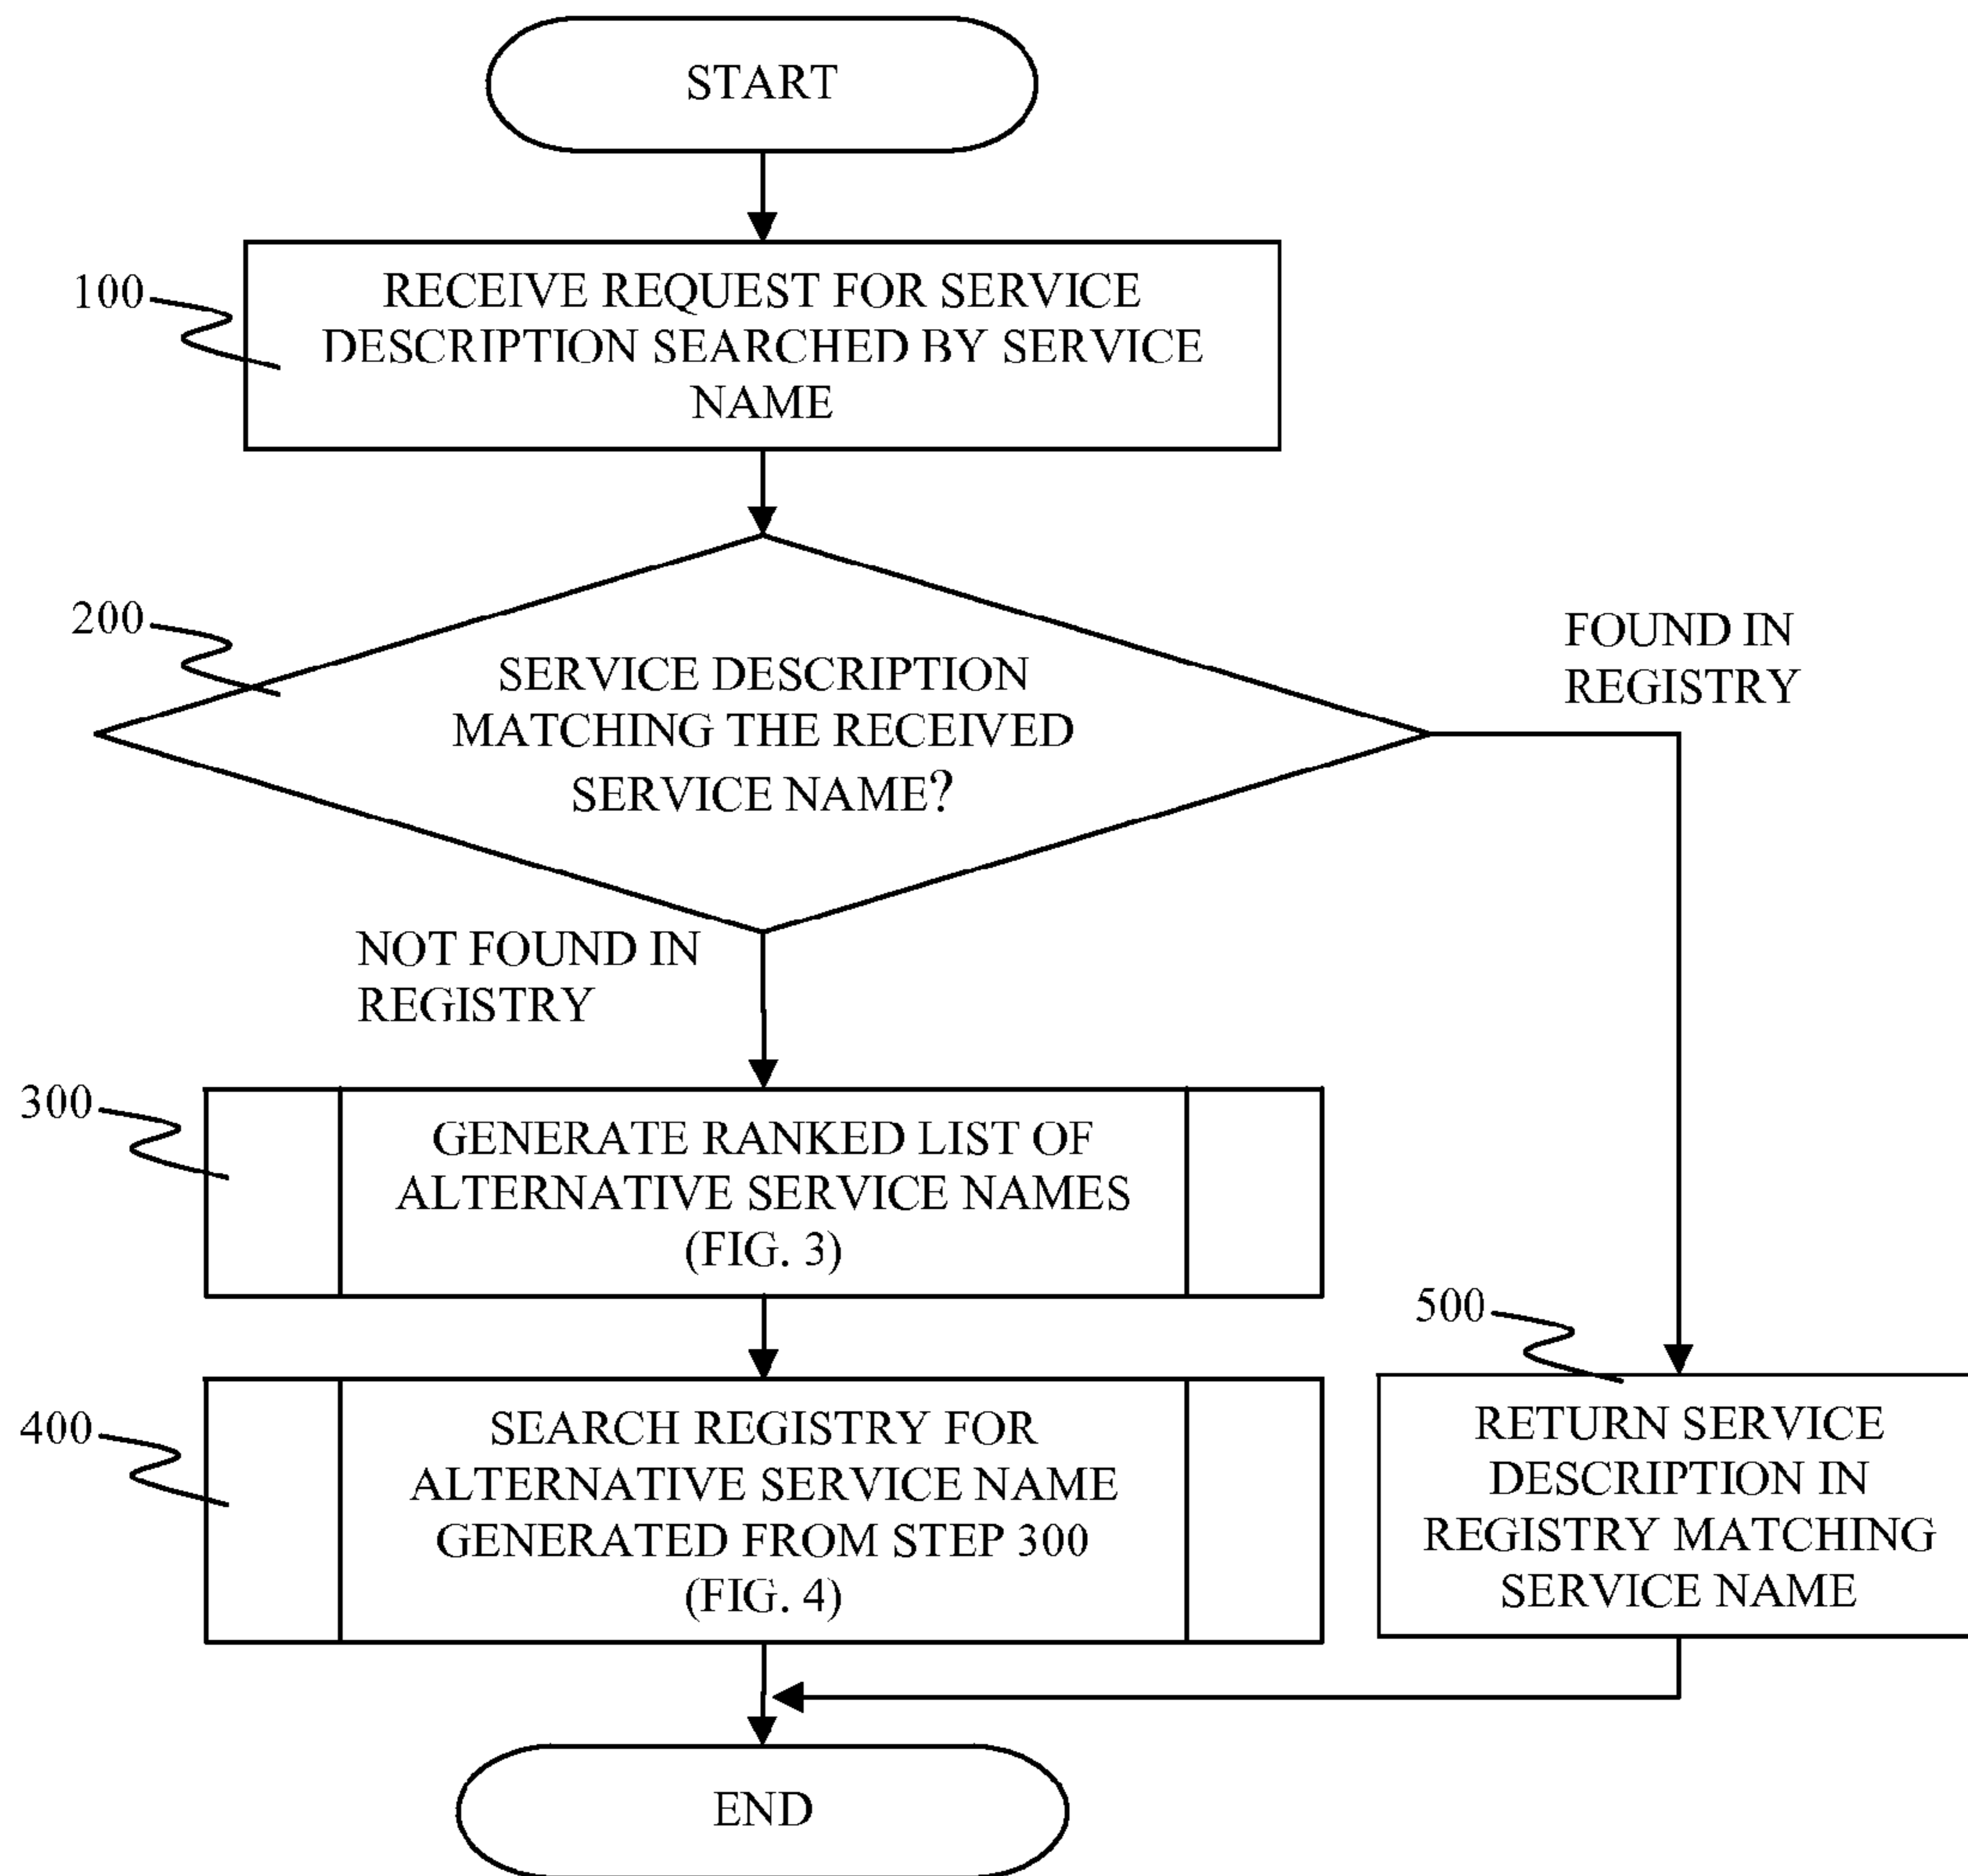 START
100
RECEIVE REQUEST FOR SERVICE
DESCRIPTION SEARCHED BY SERVICE
NAME
200
SERVICE DESCRIPTION
MATCHING THE RECEIVED
SERVICE NAME?
FOUND IN
REGISTRY
NOT FOUND IN
REGISTRY
300
GENERATE RANKED LIST OF
ALTERNATIVE SERVICE NAMES
(FIG. 3)
400
SEARCH REGISTRY FOR
ALTERNATIVE SERVICE NAME
GENERATED FROM STEP 300
(FIG. 4)
500
RETURN SERVICE
DESCRIPTION IN
REGISTRY MATCHING
SERVICE NAME
END